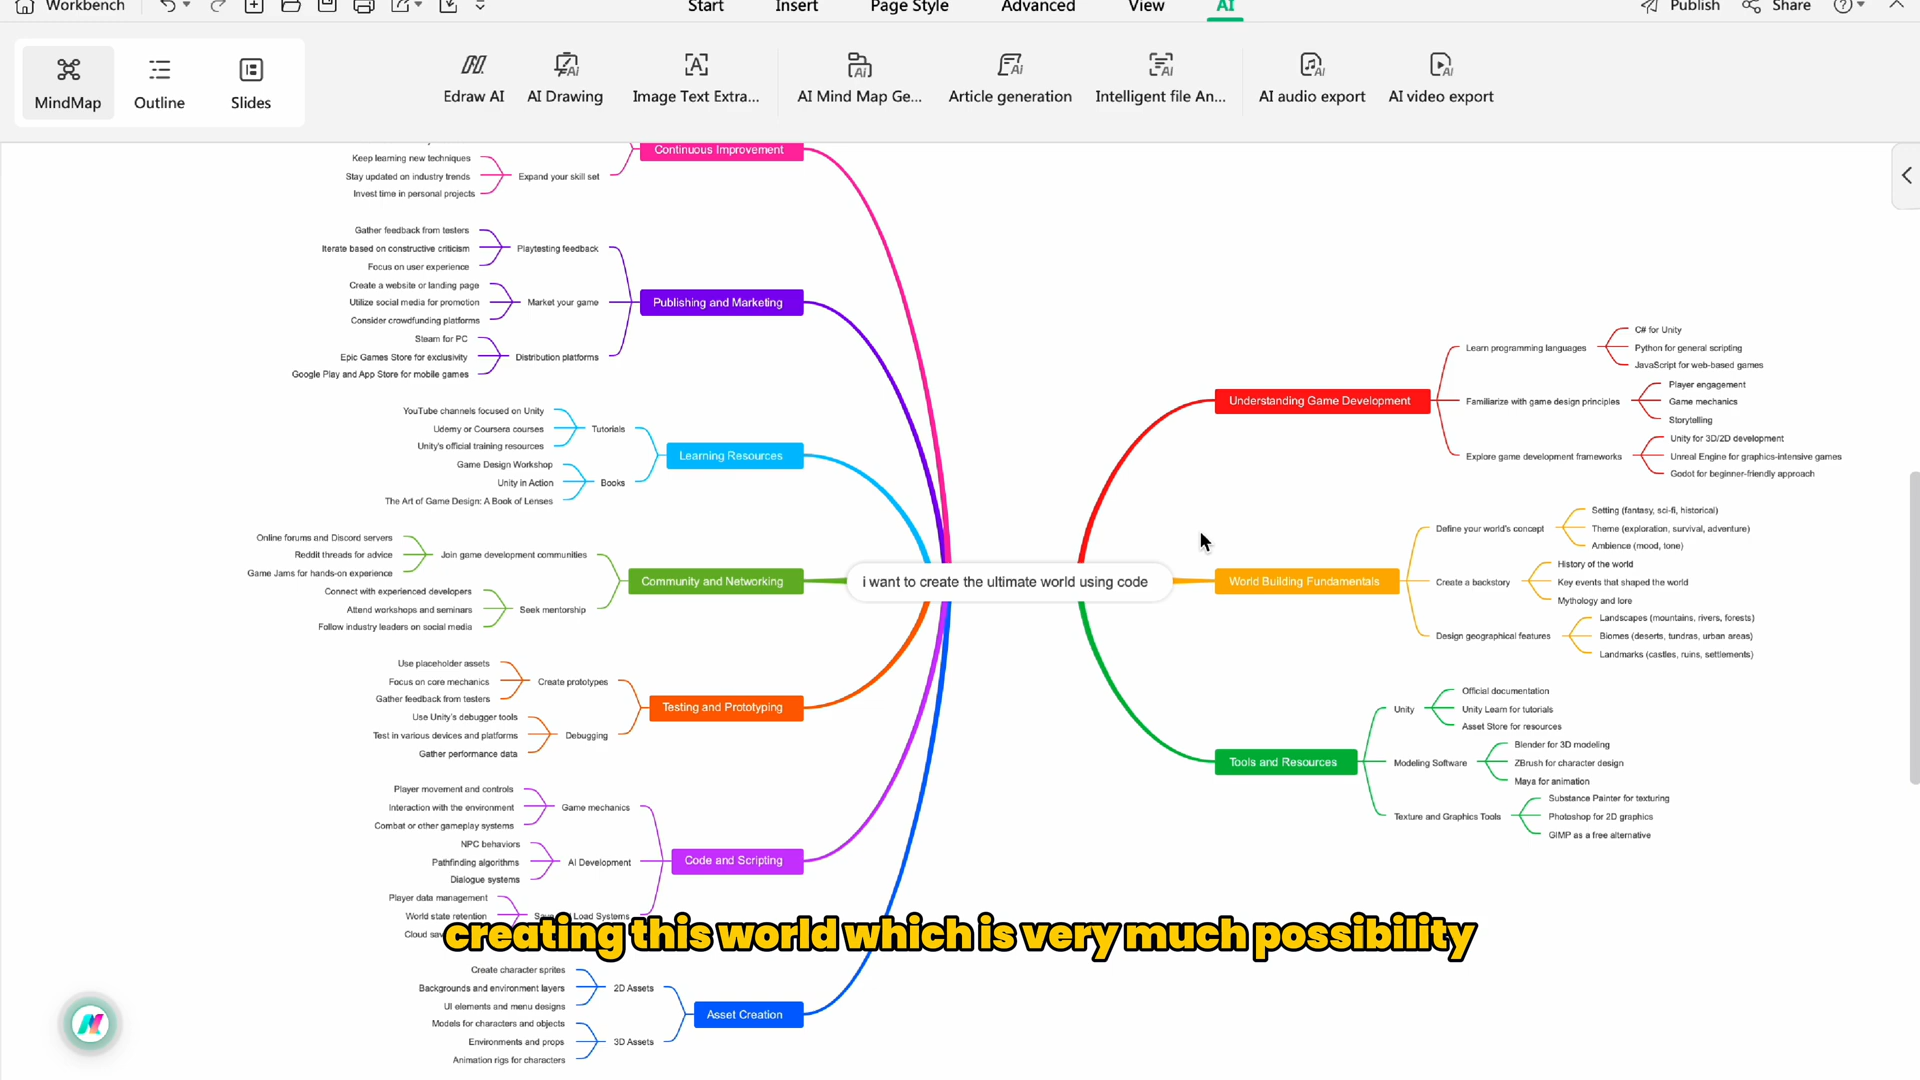 Workbench
Start
Insert
Page Style
Advanced
View
AI
Publish
Share
MindMap
Outline
Slides
Edraw AI
AI Drawing
Image Text Extra...
AI Mind Map Ge...
Article generation
Intelligent file An...
AI audio export
AI video export
Continuous Improvement
Keep learning new techniques
Stay updated on industry trends
Invest time in personal projects
Expand your skill set
Gather feedback from testers
Iterate based on constructive criticism
Focus on user experience
Playtesting feedback
Create a website or landing page
Utilize social media for promotion
Consider crowdfunding platforms
Market your game
Publishing and Marketing
Steam for PC
Epic Games Store for exclusivity
Google Play and App Store for mobile games
Distribution platforms
YouTube channels focused on Unity
Udemy or Coursera courses
Unity's official training resources
Tutorials
Learning Resources
Game Design Workshop
Unity in Action
The Art of Game Design: A Book of Lenses
Books
Online forums and Discord servers
Reddit threads for advice
Game Jams for hands-on experience
Join game development communities
Community and Networking
Connect with experienced developers
Attend workshops and seminars
Follow industry leaders on social media
Seek mentorship
i want to create the ultimate world using code
Use placeholder assets
Focus on core mechanics
Gather feedback from testers
Create prototypes
Testing and Prototyping
Use Unity's debugger tools
Test in various devices and platforms
Gather performance data
Debugging
Player movement and controls
Interaction with the environment
Combat or other gameplay systems
Game mechanics
NPC behaviors
Pathfinding algorithms
Dialogue systems
AI Development
Code and Scripting
Player data management
World state retention
Load Systems
creating this world which is very much possibility
Create character sprites
Backgrounds and environment layers
UI elements and menu designs
2D Assets
Asset Creation
Models for characters and objects
Environments and props
Animation rigs for characters
3D Assets
Understanding Game Development
Learn programming languages
C# for Unity
Python for general scripting
JavaScript for web-based games
Familiarize with game design principles
Player engagement
Game mechanics
Storytelling
Explore game development frameworks
Unity for 3D/2D development
Unreal Engine for graphics-intensive games
Godot for beginner-friendly approach
World Building Fundamentals
Define your world's concept
Setting (fantasy, sci-fi, historical)
Theme (exploration, survival, adventure)
Ambience (mood, tone)
Create a backstory
History of the world
Key events that shaped the world
Mythology and lore
Design geographical features
Landscapes (mountains, rivers, forests)
Biomes (deserts, tundras, urban areas)
Landmarks (castles, ruins, settlements)
Tools and Resources
Unity
Official documentation
Unity Learn for tutorials
Asset Store for resources
Modeling Software
Blender for 3D modeling
ZBrush for character design
Maya for animation
Texture and Graphics Tools
Substance Painter for texturing
Photoshop for 2D graphics
GIMP as a free alternative